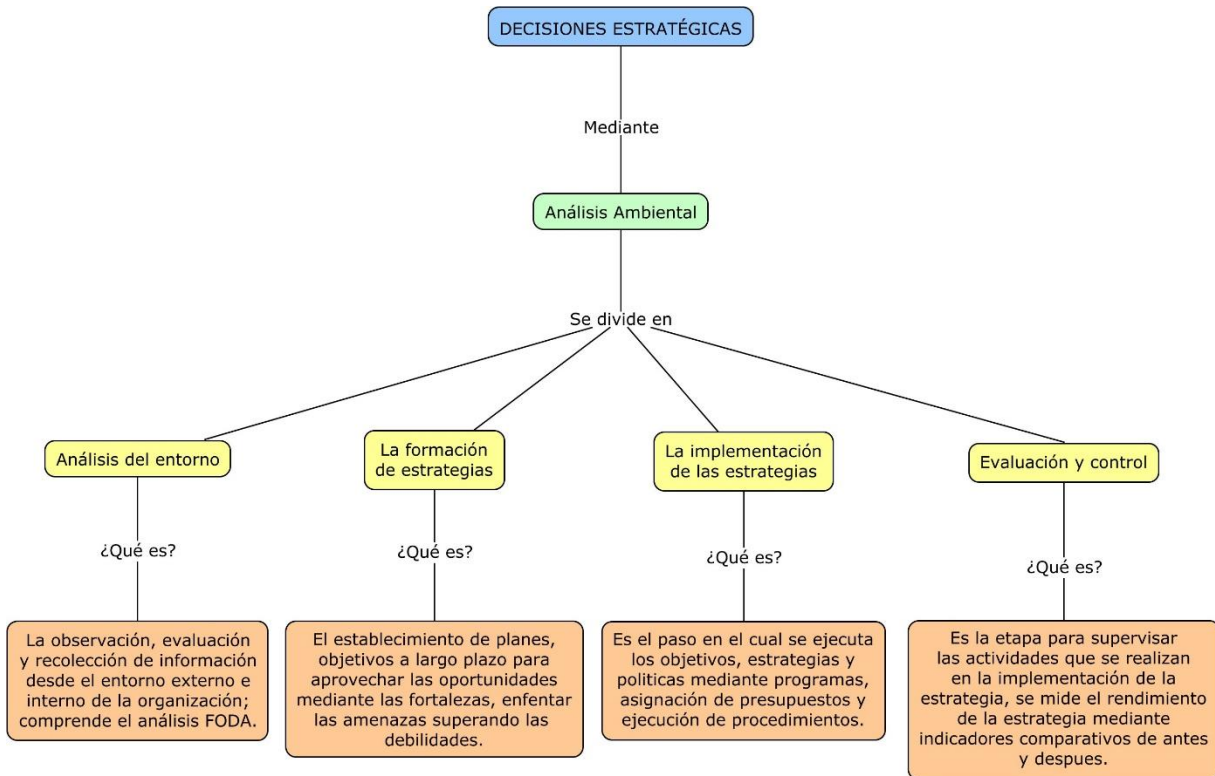 DECISIONES ESTRATÉGICAS
Mediante
Análisis Ambiental
Se divide en
Análisis del entorno
¿Qué es?
La observación, evaluación
y recolección de información
desde el entorno externo e
interno de la organización;
comprende el análisis FODA.
La formación
de estrategias
¿Qué es?
El establecimiento de planes,
objetivos a largo plazo para
aprovechar las oportunidades
mediante las fortalezas, enfentar
las amenazas superando las
debilidades.
La implementación
de las estrategias
¿Qué es?
Es el paso en el cual se ejecuta
los objetivos, estrategias y
politicas mediante programas,
asignación de presupuestos y
ejecución de procedimientos.
Evaluación y control
¿Qué es?
Es la etapa para supervisar
las actividades que se realizan
en la implementación de la
estrategia, se mide el rendimiento
de la estrategia mediante
indicadores comparativos de antes
y despues.